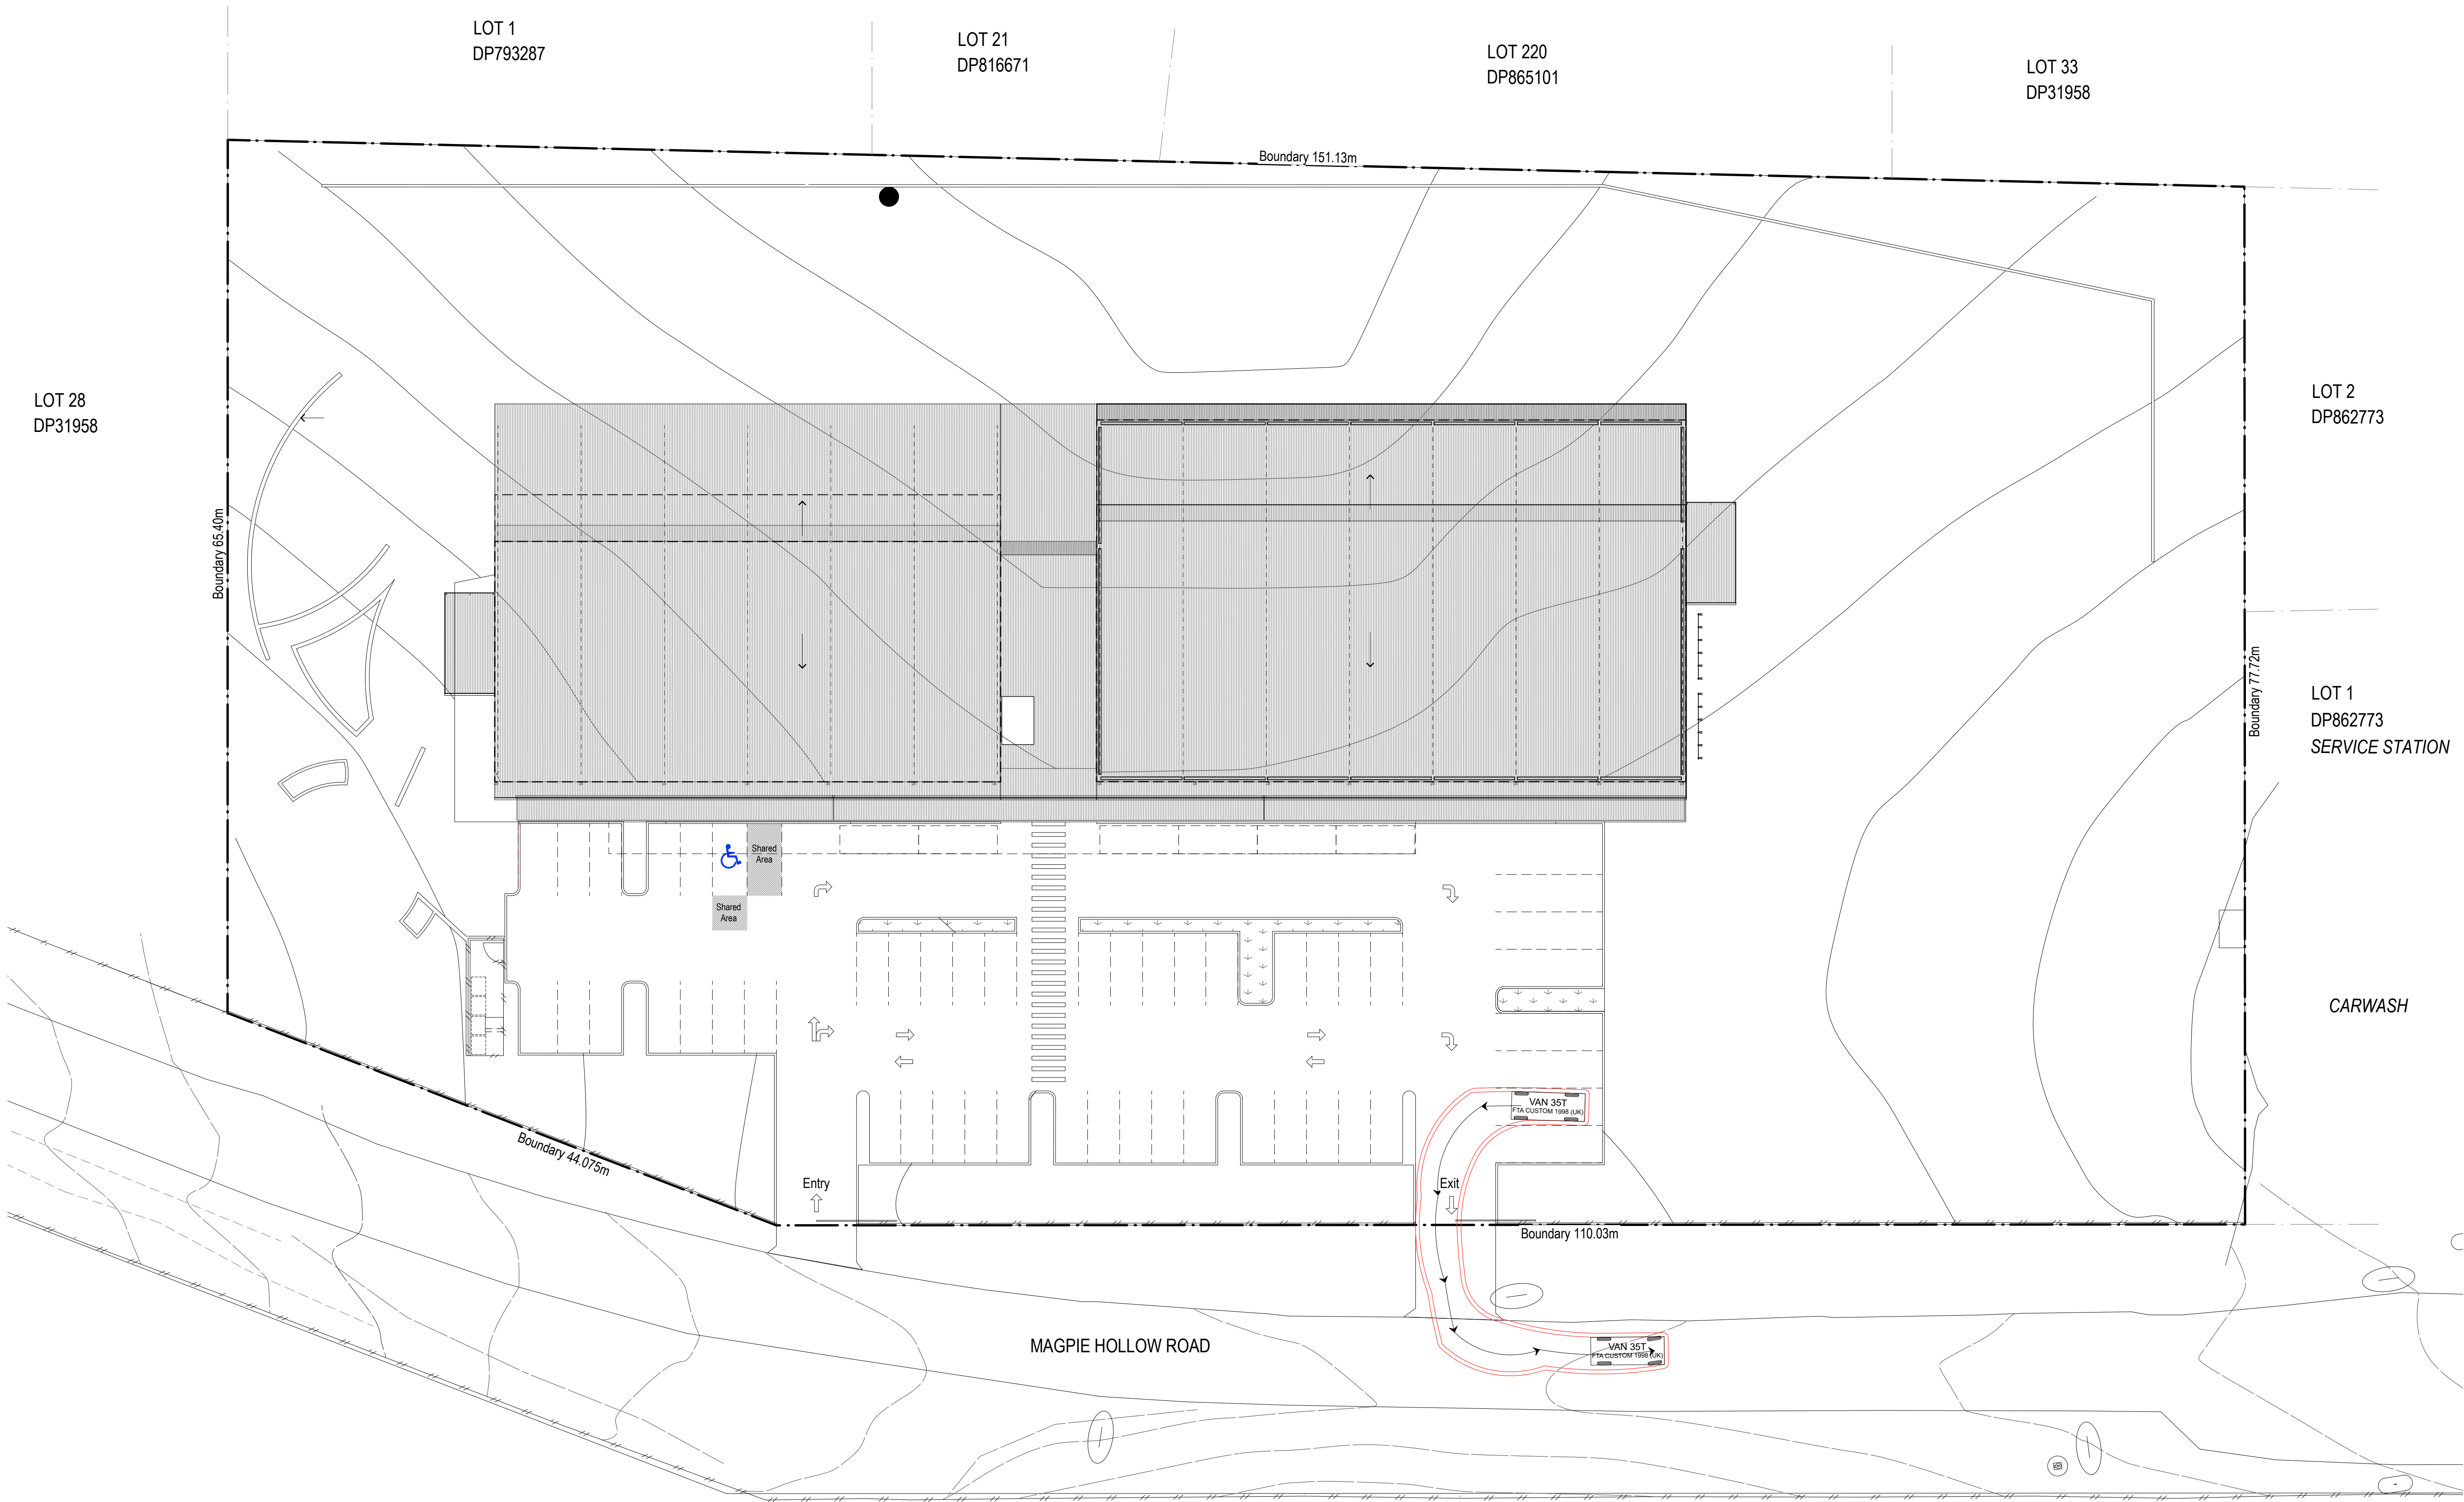 LOT 1
DP793287
LOT 21
DP816671
LOT 220
DP865101
LOT 33
DP31958
Boundary 151.13m
LOT 28
DP31958
LOT 2
DP862773
Boundary 65.40m
Boundary 77.72m
LOT 1
DP862773
SERVICE STATION
Shared
Area
Shared
Area
CARWASH
VAN 35T
FTA CUSTOM 1998 (UK)
Boundary 44.075m
Entry
Exit
Boundary 110.03m
MAGPIE HOLLOW ROAD
VAN 35T
FTA CUSTOM 1998 (UK)